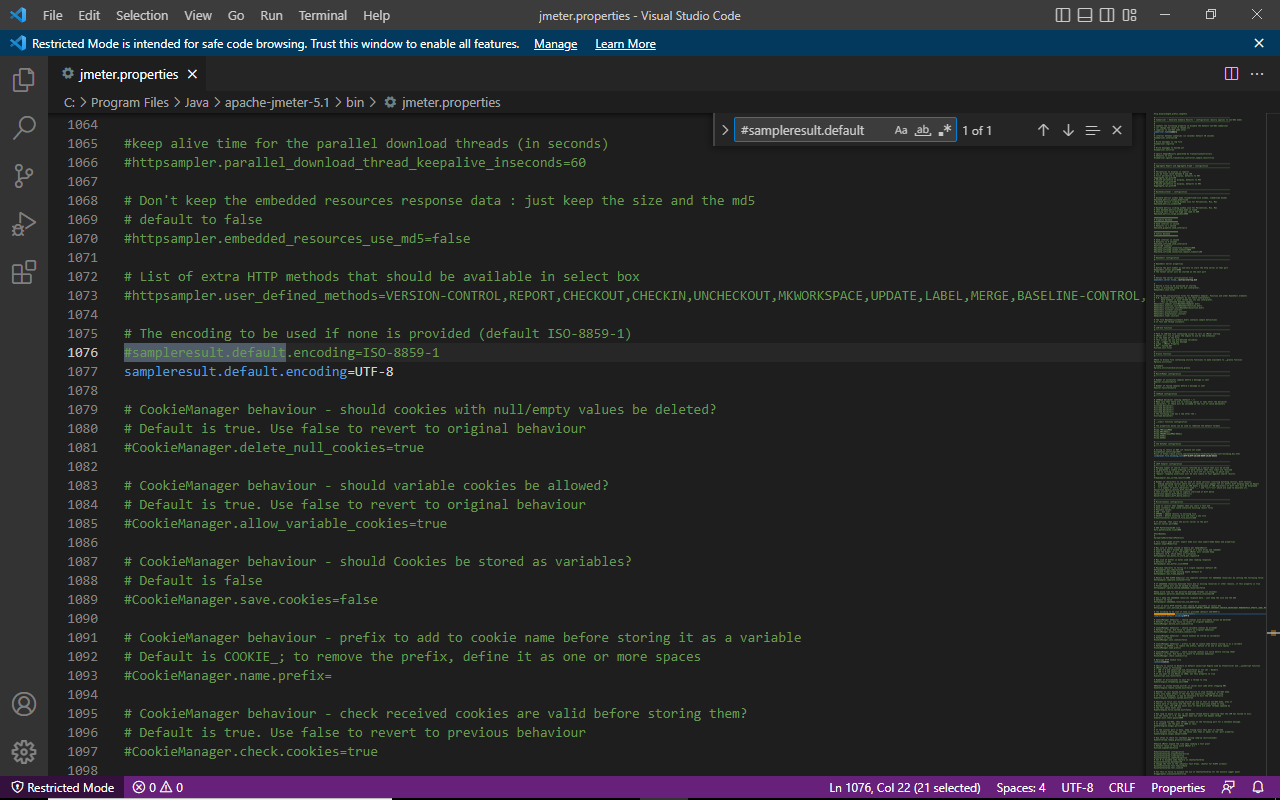 File Edit Selection View Go Run Terminal Help jmeter.properties - Visual Studio Code
Restricted Mode is intended for safe code browsing. Trust this window to enable all features. Manage Learn More
jmeter.properties
C: > Program Files > Java > apache-jmeter-5.1 > bin > jmeter.properties
#sampleresult.default Aa ab .* 1 of 1
1064
1065 #keep alive time for the parallel download threads (in seconds)
1066 #httpsampler.parallel_download_thread_keepalive_inseconds=60
1067
1068 # Don't keep the embedded resources response data : just keep the size and the md5
1069 # default to false
1070 #httpsampler.embedded_resources_use_md5=false
1071
1072 # List of extra HTTP methods that should be available in select box
1073 #httpsampler.user_defined_methods=VERSION-CONTROL,REPORT,CHECKOUT,CHECKIN,UNCHECKOUT,MKWORKSPACE,UPDATE,LABEL,MERGE,BASELINE-CONTROL,
1074
1075 # The encoding to be used if none is provided (default ISO-8859-1)
1076 #sampleresult.default.encoding=ISO-8859-1
1077 sampleresult.default.encoding=UTF-8
1078
1079 # CookieManager behaviour - should cookies with null/empty values be deleted?
1080 # Default is true. Use false to revert to original behaviour
1081 #CookieManager.delete_null_cookies=true
1082
1083 # CookieManager behaviour - should variable cookies be allowed?
1084 # Default is true. Use false to revert to original behaviour
1085 #CookieManager.allow_variable_cookies=true
1086
1087 # CookieManager behaviour - should Cookies be stored as variables?
1088 # Default is false
1089 #CookieManager.save.cookies=false
1090
1091 # CookieManager behaviour - prefix to add to cookie name before storing it as a variable
1092 # Default is COOKIE_; to remove the prefix, define it as one or more spaces
1093 #CookieManager.name.prefix=
1094
1095 # CookieManager behaviour - check received cookies are valid before storing them?
1096 # Default is true. Use false to revert to previous behaviour
1097 #CookieManager.check.cookies=true
1098
Restricted Mode 0 0 Ln 1076, Col 22 (21 selected) Spaces: 4 UTF-8 CRLF Properties